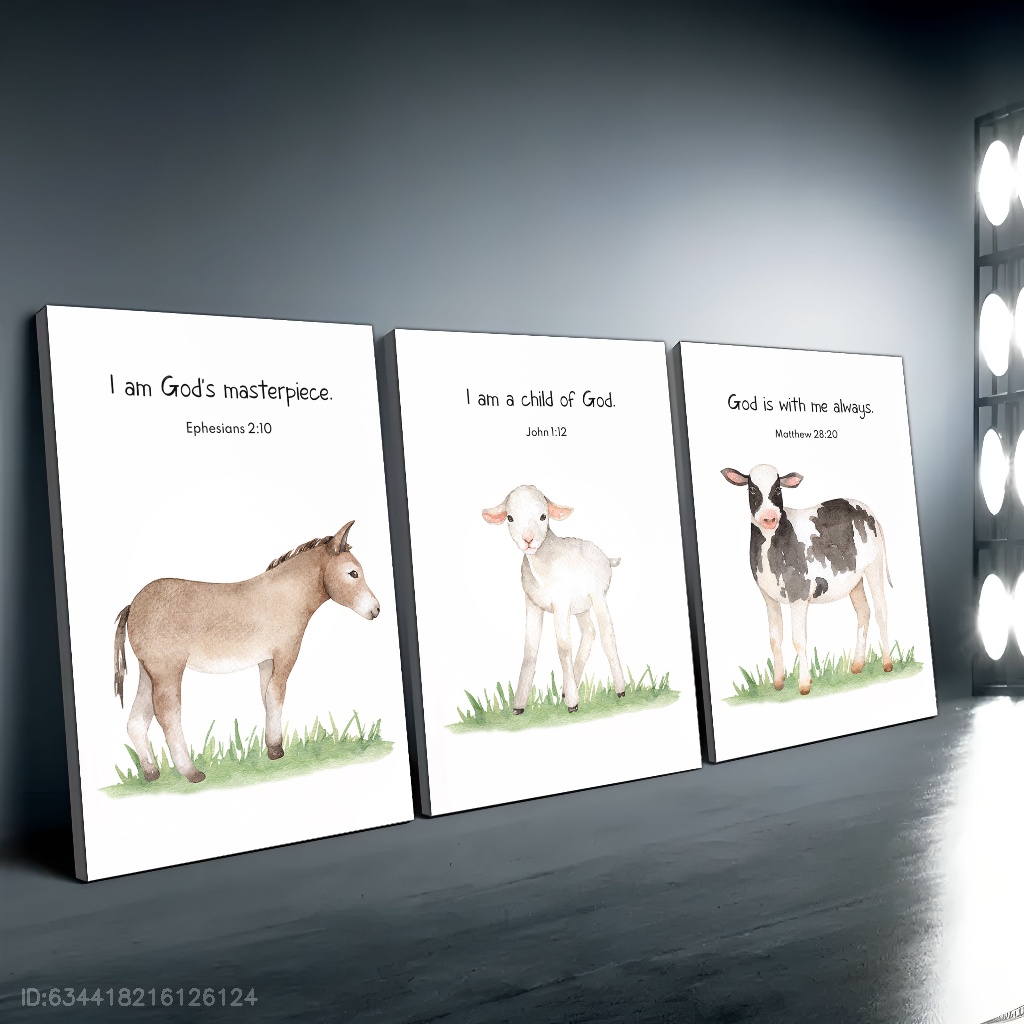 I am God's masterpiece.
Ephesians 2:10
I am a child of God.
John 1:12
God is with me always.
Matthew 28:20
ID:634418216126124